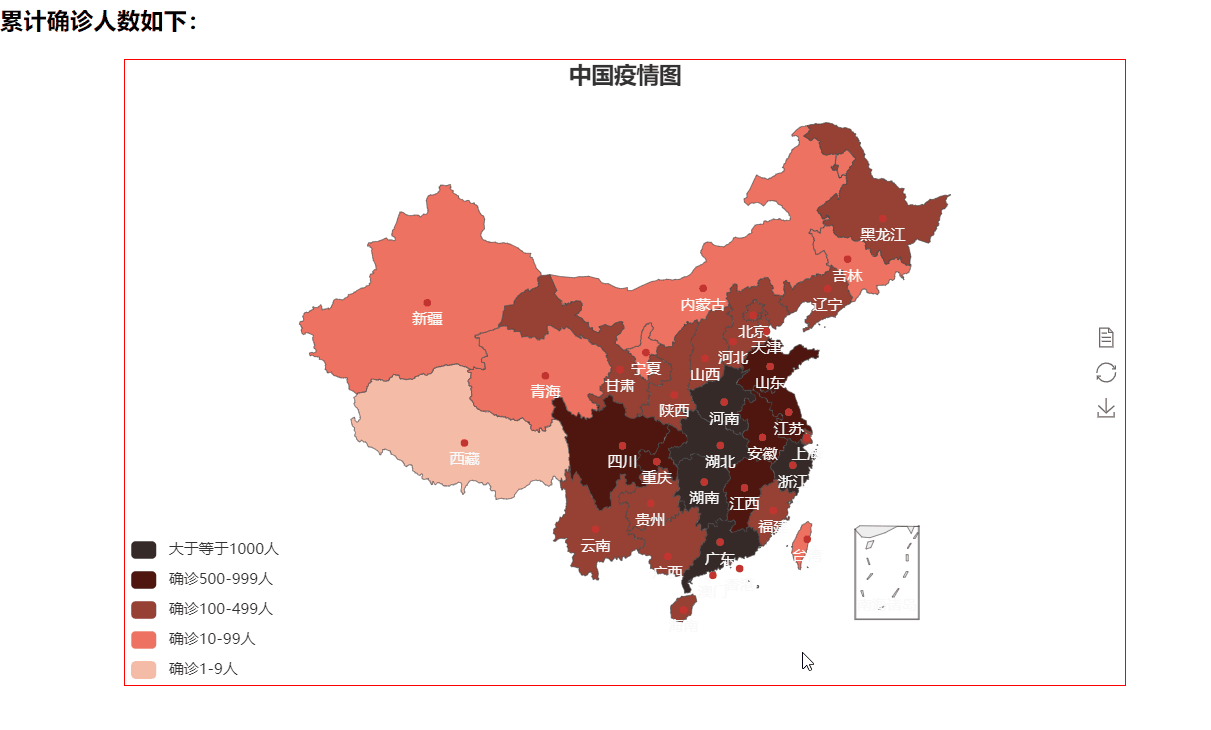 累计确诊人数如下：
中国疫情图
黑龙江
吉林
辽宁
内蒙古
新疆
北京
天津
河北
宁夏
山西
山东
甘肃
青海
陕西
河南
江苏
安徽
上海
西藏
四川
湖北
重庆
浙江
湖南
江西
贵州
福建
云南
广东
广西
台湾
大于等于1000人
确诊500-999人
确诊100-499人
确诊10-99人
确诊1-9人